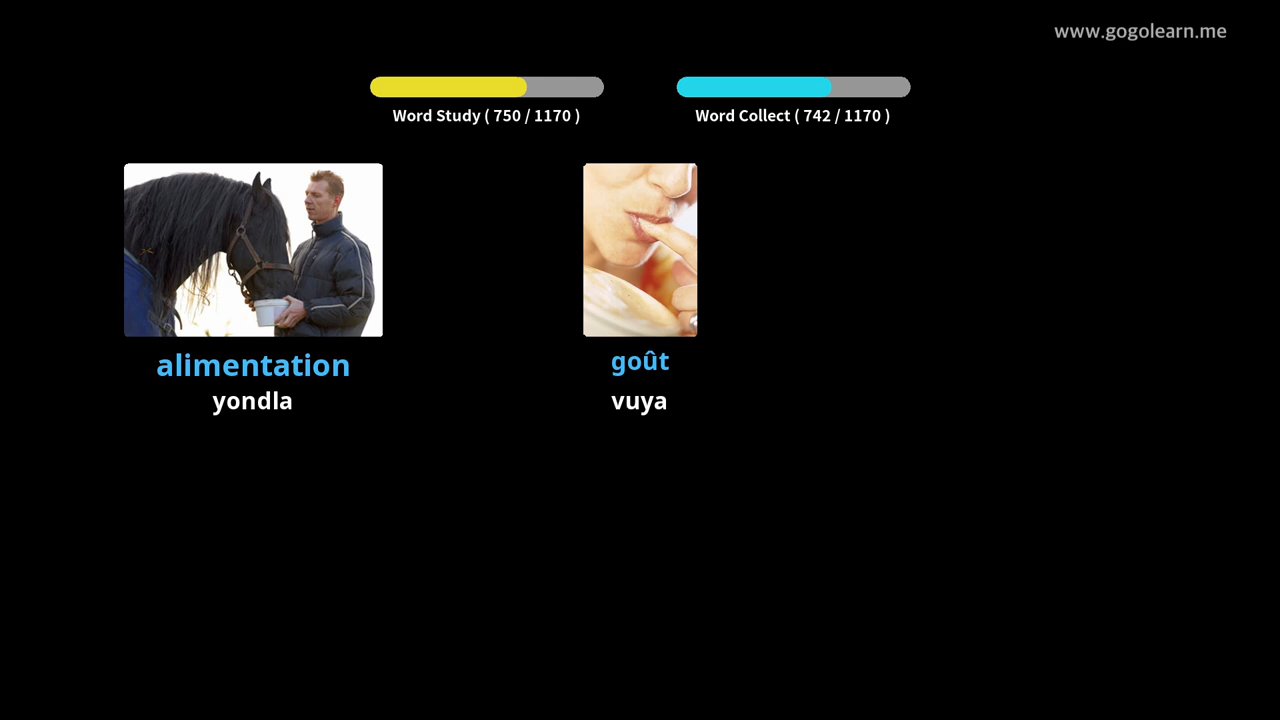 www.gogolearn.me
Word Study ( 750 / 1170 )
Word Collect ( 742 / 1170 )
alimentation
yondla
goût
vuya